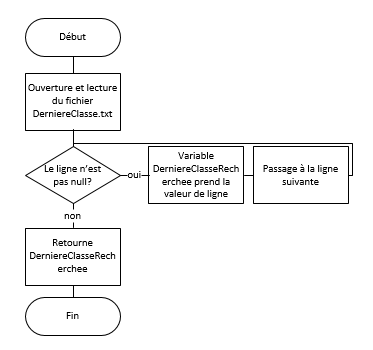 Début
Ouverture et lecture
du fichier
DerniereClasse.txt
Le ligne n'est
pas null?
oui
Variable
DerniereClasseRech
erchee prend la
valeur de ligne
Passage à la ligne
suivante
non
Retourne
DerniereClasseRech
erchee
Fin